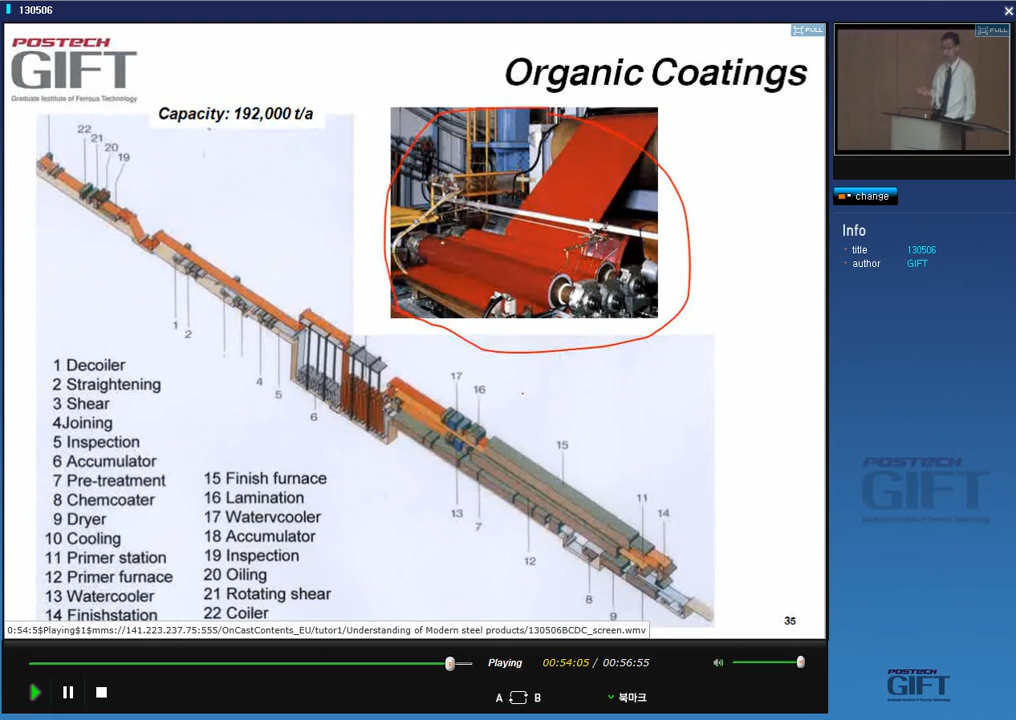 130506
POSTECH
GIFT
Graduate Institute of Ferrous Technology
Organic Coatings
FULL
FULL
Capacity: 192,000 t/a
22
21
20
19
1
2
4
5
6
17
16
15
11
14
13
7
12
8
9
1 Decoiler
2 Straightening
3 Shear
4Joining
5 Inspection
6 Accumulator
7 Pre-treatment
8 Chemcoater
9 Dryer
10 Cooling
11 Primer station
12 Primer furnace
13 Watercooler
14 Finishstation
15 Finish furnace
16 Lamination
17 Watervcooler
18 Accumulator
19 Inspection
20 Oiling
21 Rotating shear
22 Coiler
35
0:54:5$Playing$1$mms://141.223.237.75:555/OnCastContents_EU/tutor1/Understanding of Modern steel products/130506BCDC_screen.wmv
change
Info
title 130506
author GIFT
POSTECH
GIFT
Playing 00:54:05 / 00:56:55
A B
북마크
POSTECH
GIFT